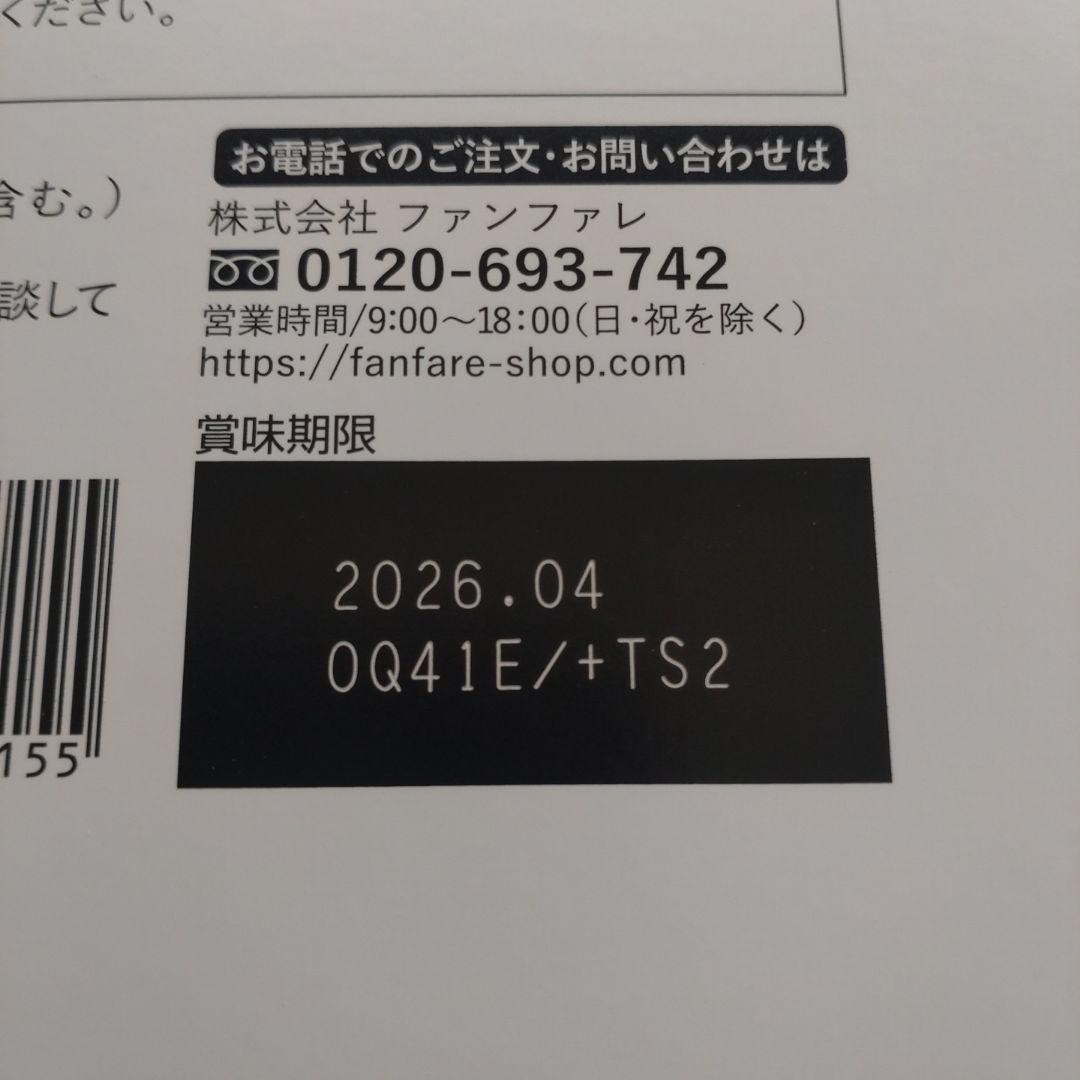 ください。
含む。)
談して
お電話でのご注文・お問い合わせは
株式会社 ファンファレ
0120-693-742
営業時間/9:00～18:00(日・祝を除く)
https://fanfare-shop.com
賞味期限
2026.04
0Q41E/+TS2
155